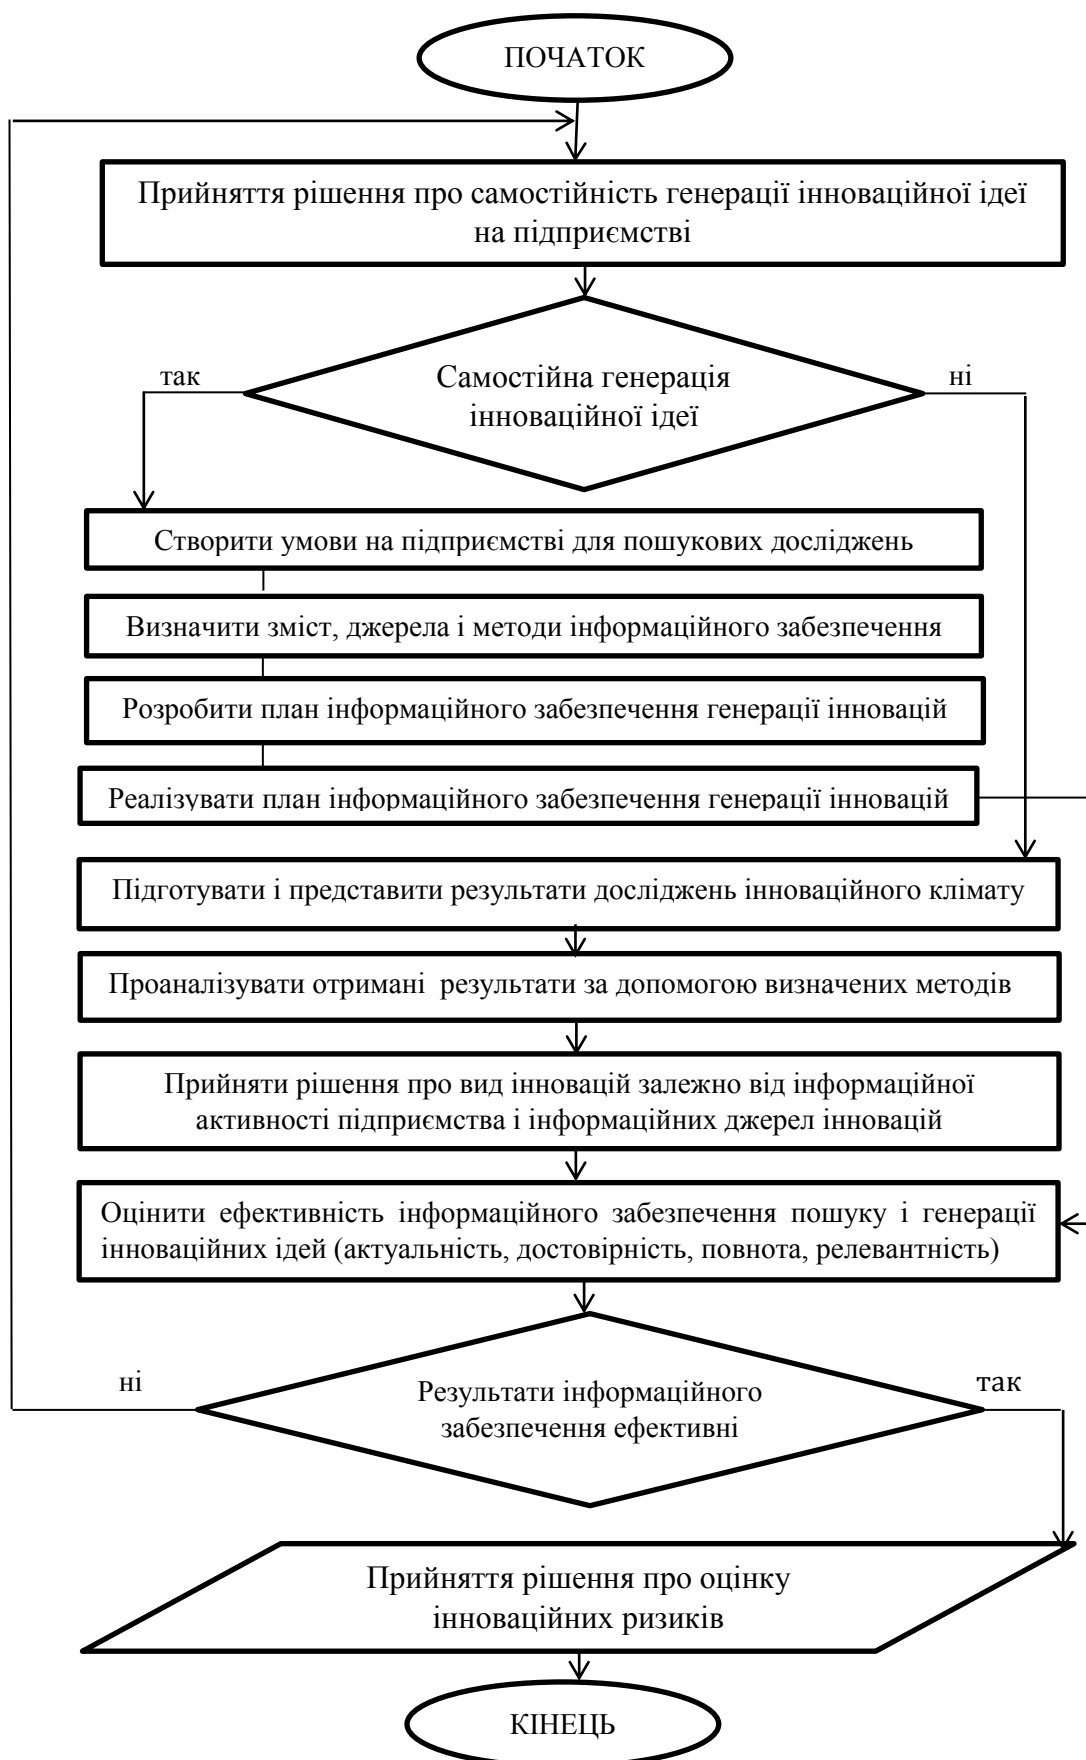 ПОЧАТОК
Прийняття рішення про самостійність генерації інноваційної ідеї
на підприємстві
так
Самостійна генерація
інноваційної ідеї
ні
Створити умови на підприємстві для пошукових досліджень
Визначити зміст, джерела і методи інформаційного забезпечення
Розробити план інформаційного забезпечення генерації інновацій
Реалізувати план інформаційного забезпечення генерації інновацій
Підготувати і представити результати досліджень інноваційного клімату
Проаналізувати отримані результати за допомогою визначених методів
Прийняти рішення про вид інновацій залежно від інформаційної
активності підприємства і інформаційних джерел інновацій
Оцінити ефективність інформаційного забезпечення пошуку і генерації
інноваційних ідей (актуальність, достовірність, повнота, релевантність)
ні
Результати інформаційного
забезпечення ефективні
так
Прийняття рішення про оцінку
інноваційних ризиків
КІНЕЦЬ